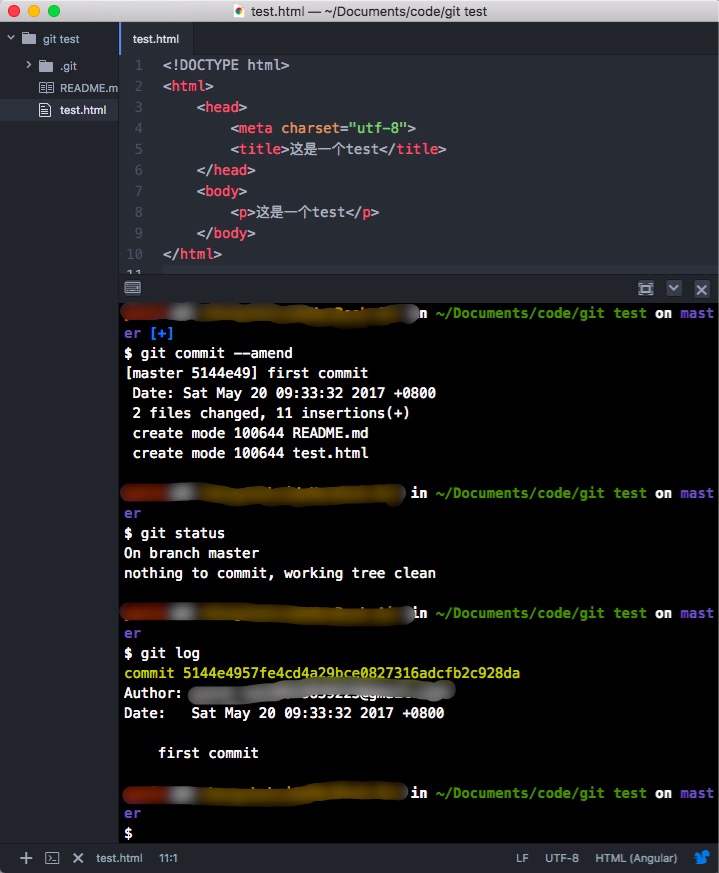 test.html — ~/Documents/code/git test
git test
.git
README.m
test.html
test.html
1 <!DOCTYPE html>
2 <html>
3 <head>
4 <meta charset="utf-8">
5 <title>这是一个test</title>
6 </head>
7 <body>
8 <p>这是一个test</p>
9 </body>
10 </html>
11
n ~/Documents/code/git test on mast
er [+]
$ git commit --amend
[master 5144e49] first commit
Date: Sat May 20 09:33:32 2017 +0800
2 files changed, 11 insertions(+)
create mode 100644 README.md
create mode 100644 test.html
in ~/Documents/code/git test on mast
er
$ git status
On branch master
nothing to commit, working tree clean
in ~/Documents/code/git test on mast
er
$ git log
commit 5144e4957fe4cd4a29bce0827316adcfb2c928da
Author:
Date: Sat May 20 09:33:32 2017 +0800
first commit
in ~/Documents/code/git test on mast
er
$
test.html 11:1 LF UTF-8 HTML (Angular)